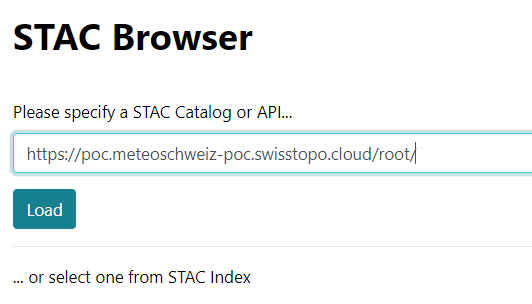 STAC Browser
Please specify a STAC Catalog or API...
https://poc.meteoschweiz-poc.swisstopo.cloud/root/
Load
... or select one from STAC Index